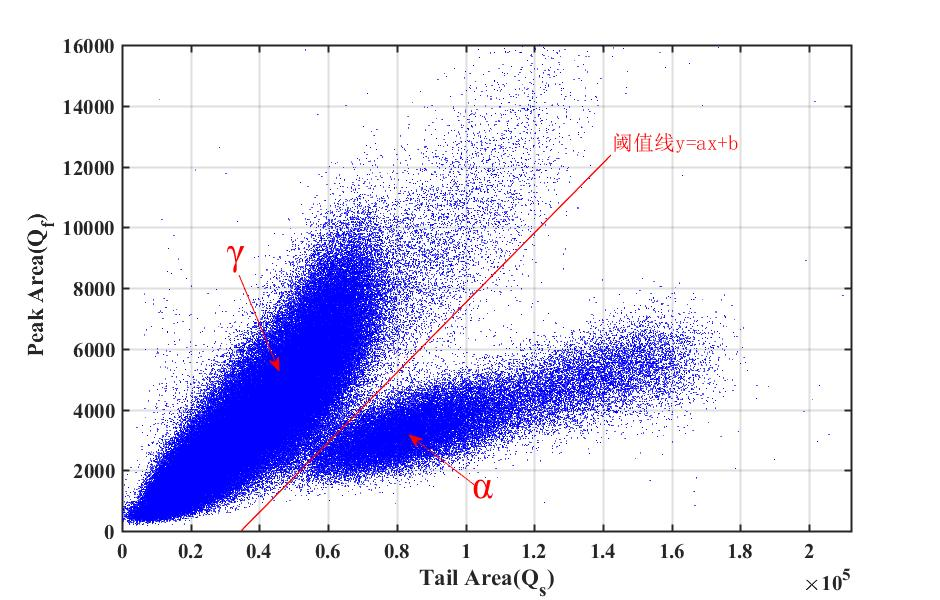 16000
14000
12000
10000
8000
6000
4000
2000
0
Peak Area(Q_f)
阈值线y=ax+b
γ
α
0 0.2 0.4 0.6 0.8 1 1.2 1.4 1.6 1.8 2
Tail Area(Q_s)
×10^5